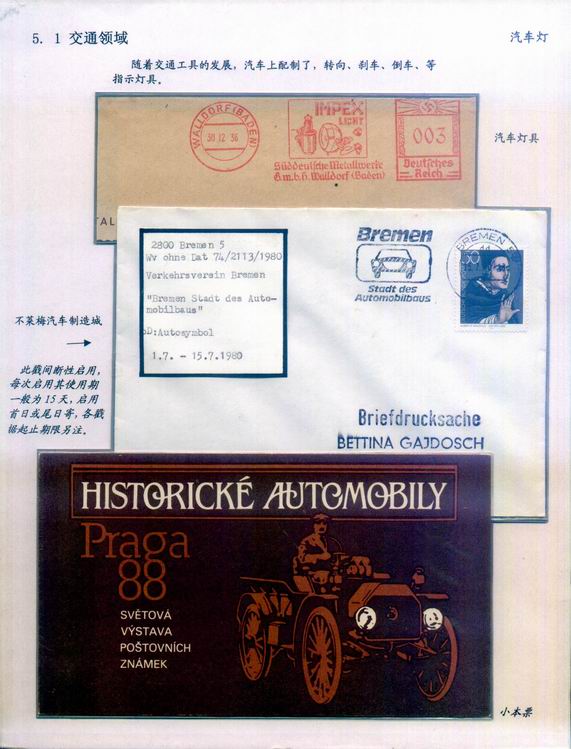 5. 1 交通领域
汽车灯
随着交通工具的发展，汽车上配制了，转向、刹车、倒车、等
指示灯具。
WALLDORF (BADEN)
30.12.36
IMPEX
LIGHT
003
Süddeutsche Metallwerke
G.m.b.H. Walldorf (Baden)
Deutsches
Reich
汽车灯具
AL
2800 Bremen 5
Wv ohne Dat 74/2113/1980
Verkehrsverein Bremen
"Bremen Stadt des Auto-
mobilbaus"
D:Autosymbol
1.7. - 15.7.1980
Bremen
Stadt des
Automobilbaus
BREMEN 5
50
不莱梅汽车制造城
此戳间断性启用，
每次启用其使用期
一般为 15 天，启用
首日或尾日寄，各戳
据起止期限另注。
Briefdrucksache
BETTINA GAJDOSCH
HISTORICKÉ AUTOMOBILY
Praga
88
SVĚTOVÁ
VÝSTAVA
POŠTOVNÍCH
ZNÁMEK
小本票